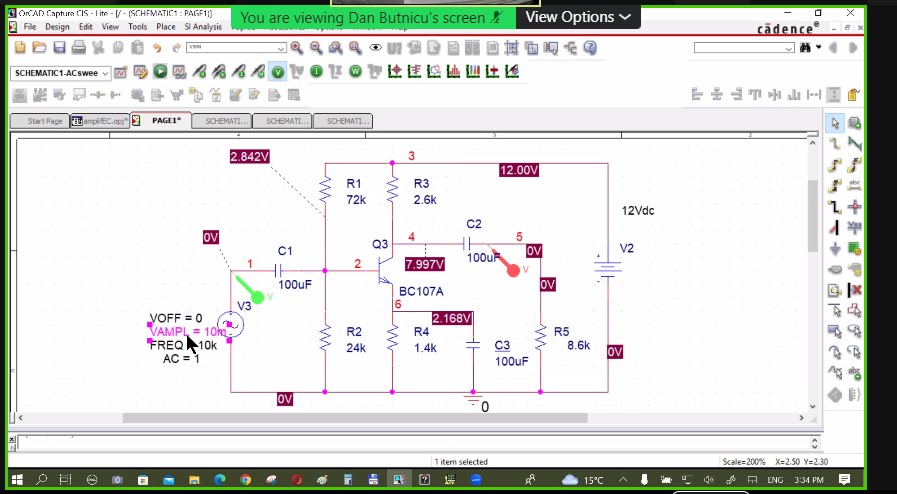 OrCAD Capture CIS - Lite - [/ - (SCHEMATIC1 : PAGE1)]
You are viewing Dan Butnicu's screen
View Options
File Design Edit View Tools Place SI Analysis
cādence®
VSIN
SCHEMATIC1-ACswee
Start Page
amplifEC.opj*
PAGE1*
SCHEMATI...
SCHEMATI...
SCHEMATI...
2.842V
3
12.00V
R1
72k
R3
2.6k
12Vdc
0V
C1
1
2
100uF
Q3
4
7.997V
BC107A
C2
100uF
5
0V
V2
V
V
0V
V3
VOFF = 0
VAMPL = 10m
FREQ = 10k
AC = 1
R2
24k
6
2.168V
R4
1.4k
C3
100uF
R5
8.6k
0V
0V
0
1 item selected
Scale=200% X=2.50 Y=2.30
15°C
ENG
3:34 PM